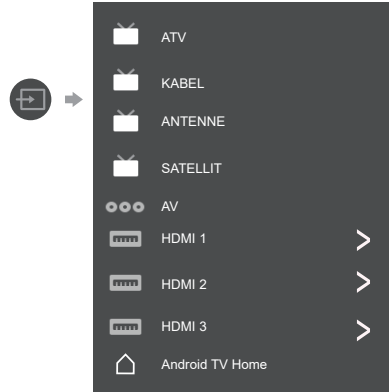 ATV
KABEL
ANTENNE
SATELLIT
AV
HDMI 1
HDMI 2
HDMI 3
Android TV Home